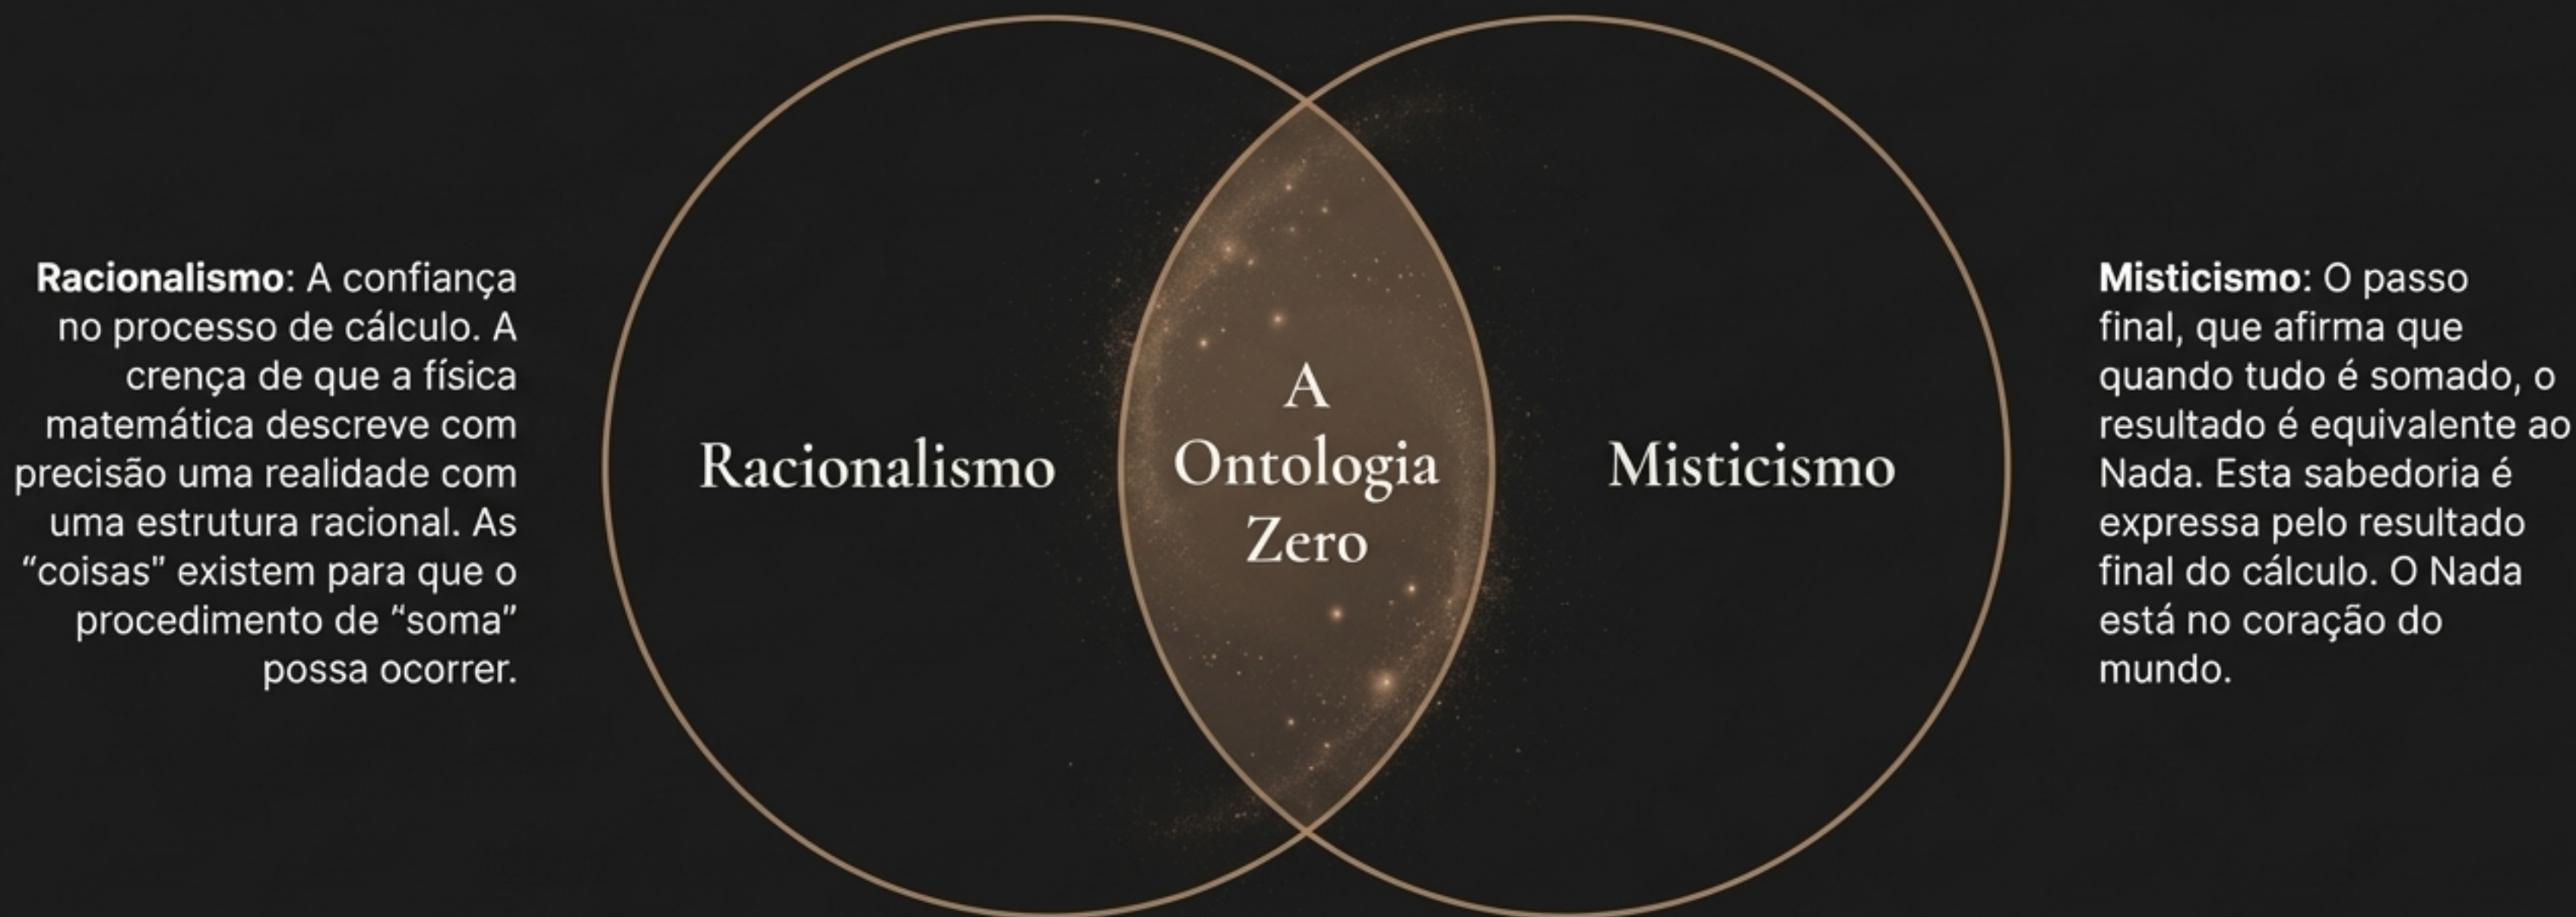 Racionalismo: A confiança
no processo de cálculo. A
crença de que a física
matemática descreve com
precisão uma realidade com
uma estrutura racional. As
“coisas" existem para que o
procedimento de “soma”
possa ocorrer.
Racionalismo
A
Ontologia
Zero
Misticismo
Misticismo: O passo
final, que afirma que
quando tudo é somado, o
resultado é equivalente ao
Nada. Esta sabedoria é
expressa pelo resultado
final do cálculo. O Nada
está no coração do
mundo.